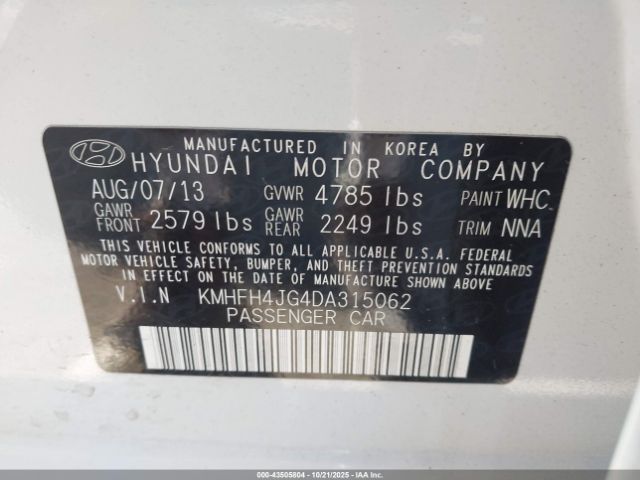 MANUFACTURED IN KOREA BY
HYUNDAI MOTOR COMPANY
AUG/07/13 GVWR 4785 lbs PAINT WHC
GAWR FRONT 2579 lbs GAWR REAR 2249 lbs TRIM NNA
THIS VEHICLE CONFORMS TO ALL APPLICABLE U.S.A. FEDERAL
MOTOR VEHICLE SAFETY, BUMPER, AND THEFT PREVENTION STANDARDS
IN EFFECT ON THE DATE OF MANUFACTURE SHOWN ABOVE.
V.I.N KMHFH4JG4DA315062
PASSENGER CAR
000-43505804 | 10/21/2025 | Copyright © 2025 IAA, Inc.